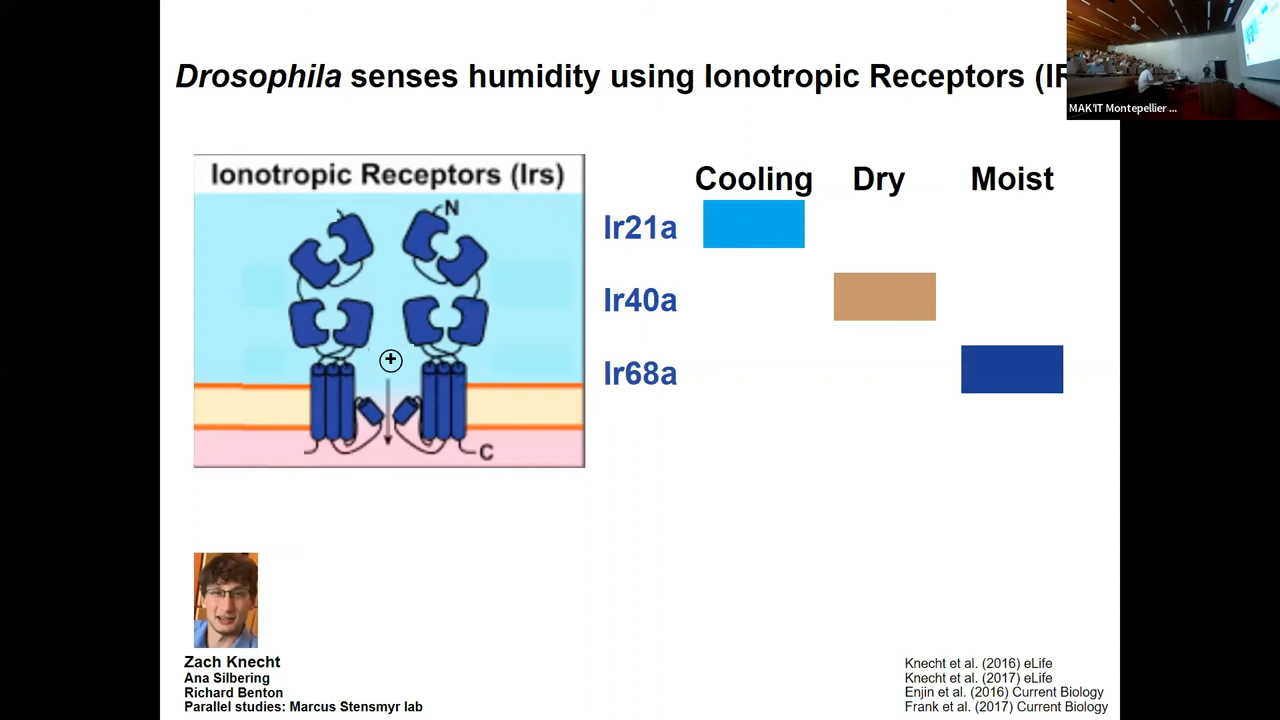 Drosophila senses humidity using Ionotropic Receptors (IR
MAK'IT Montepellier ...
Ionotropic Receptors (Irs)
N
+
C
Cooling Dry Moist
Ir21a
Ir40a
Ir68a
Zach Knecht
Ana Silbering
Richard Benton
Parallel studies: Marcus Stensmyr lab
Knecht et al. (2016) eLife
Knecht et al. (2017) eLife
Enjin et al. (2016) Current Biology
Frank et al. (2017) Current Biology